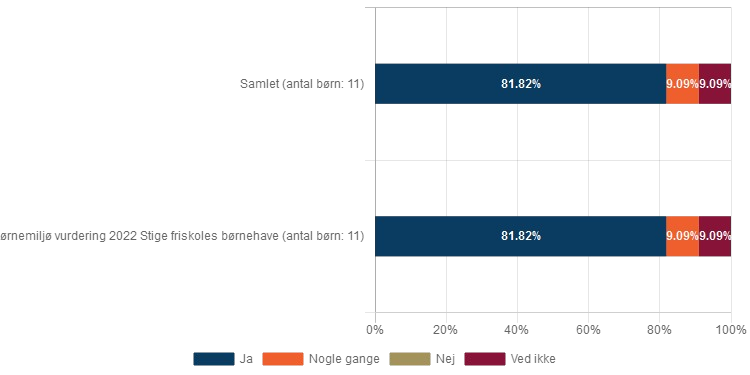 Samlet (antal børn: 11)
81.82% 9.09% 9.09%
ørnemiljø vurdering 2022 Stige friskoles børnehave (antal børn: 11)
81.82% 9.09% 9.09%
0% 20% 40% 60% 80% 100%
Ja Nogle gange Nej Ved ikke